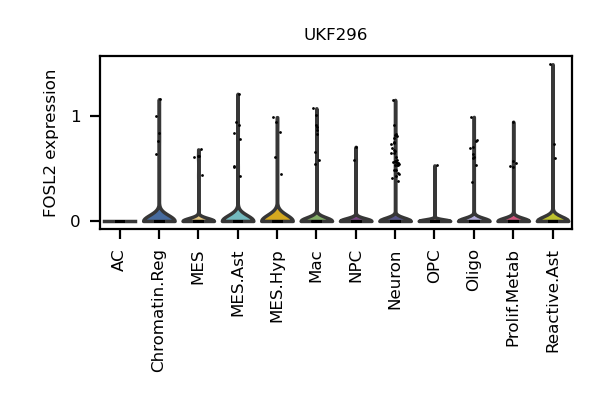 UKF296
FOSL2 expression
1
0
AC
Chromatin.Reg
MES
MES.Ast
MES.Hyp
Mac
NPC
Neuron
OPC
Oligo
Prolif.Metab
Reactive.Ast